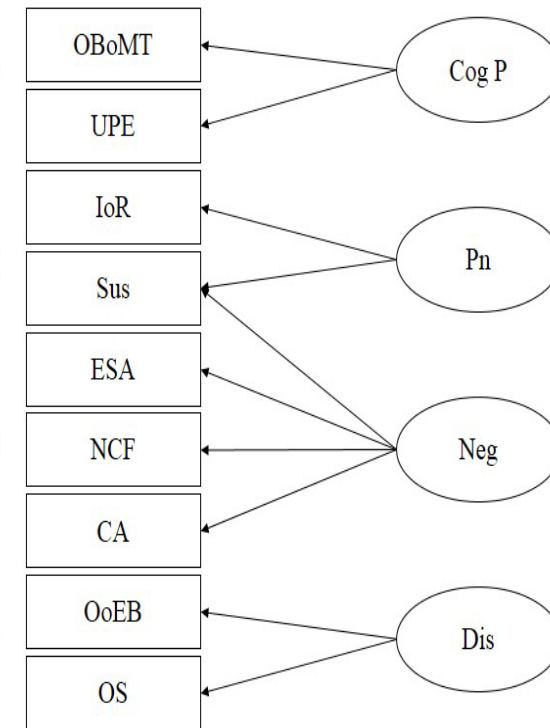 OBoMT
Cog P
UPE
IoR
Pn
Sus
ESA
NCF
Neg
CA
OoEB
Dis
OS